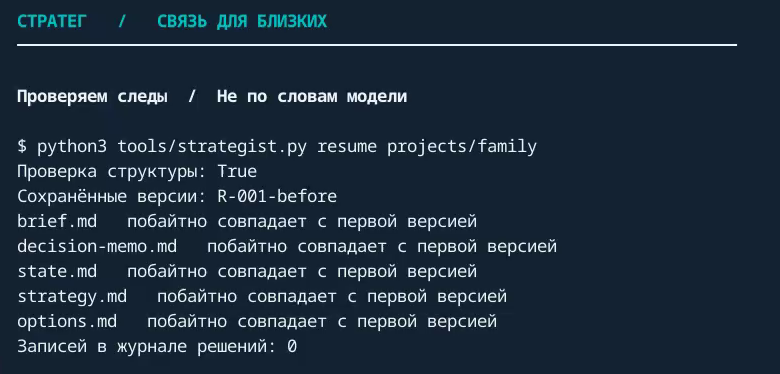 СТРАТЕГ / СВЯЗЬ ДЛЯ БЛИЗКИХ
Проверяем следы / Не по словам модели
$ python3 tools/strategist.py resume projects/family
Проверка структуры: True
Сохранённые версии: R-001-before
brief.md побайтно совпадает с первой версией
decision-memo.md побайтно совпадает с первой версией
state.md побайтно совпадает с первой версией
strategy.md побайтно совпадает с первой версией
options.md побайтно совпадает с первой версией
Записей в журнале решений: 0